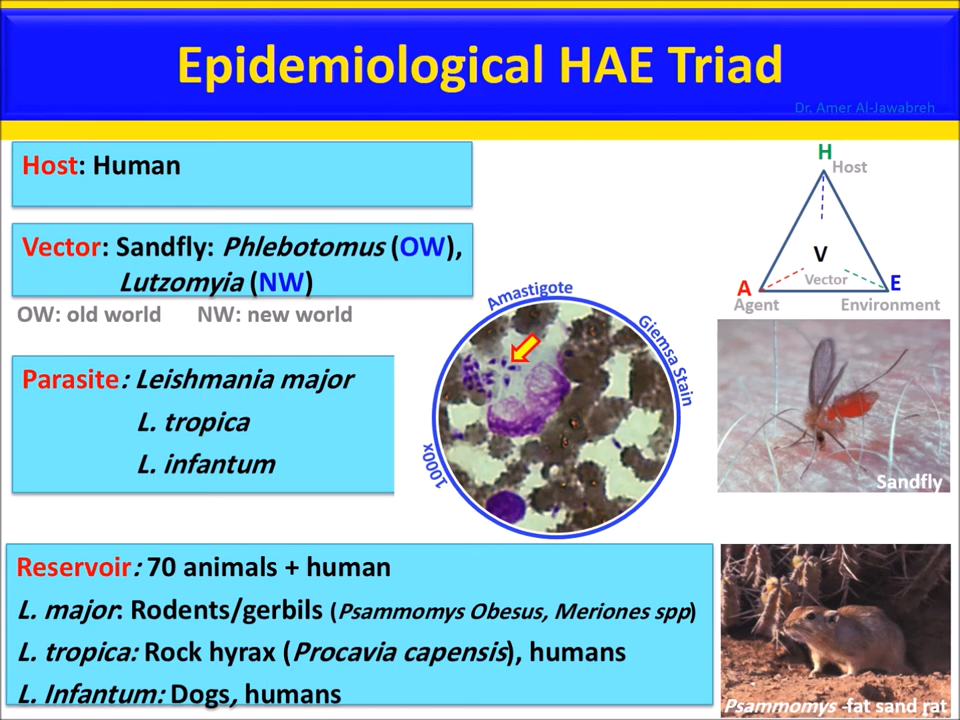 Epidemiological HAE Triad
Dr. Amer Al-Jawabreh
Host: Human
Vector: Sandfly: Phlebotomus (OW),
Lutzomyia (NW)
OW: old world NW: new world
Parasite: Leishmania major
L. tropica
L. infantum
Amastigote
Giemsa Stain
1000x
H
Host
V
Vector
A
Agent
E
Environment
Sandfly
Reservoir: 70 animals + human
L. major: Rodents/gerbils (Psammomys Obesus, Meriones spp)
L. tropica: Rock hyrax (Procavia capensis), humans
L. Infantum: Dogs, humans
Psammomys -fat sand rat